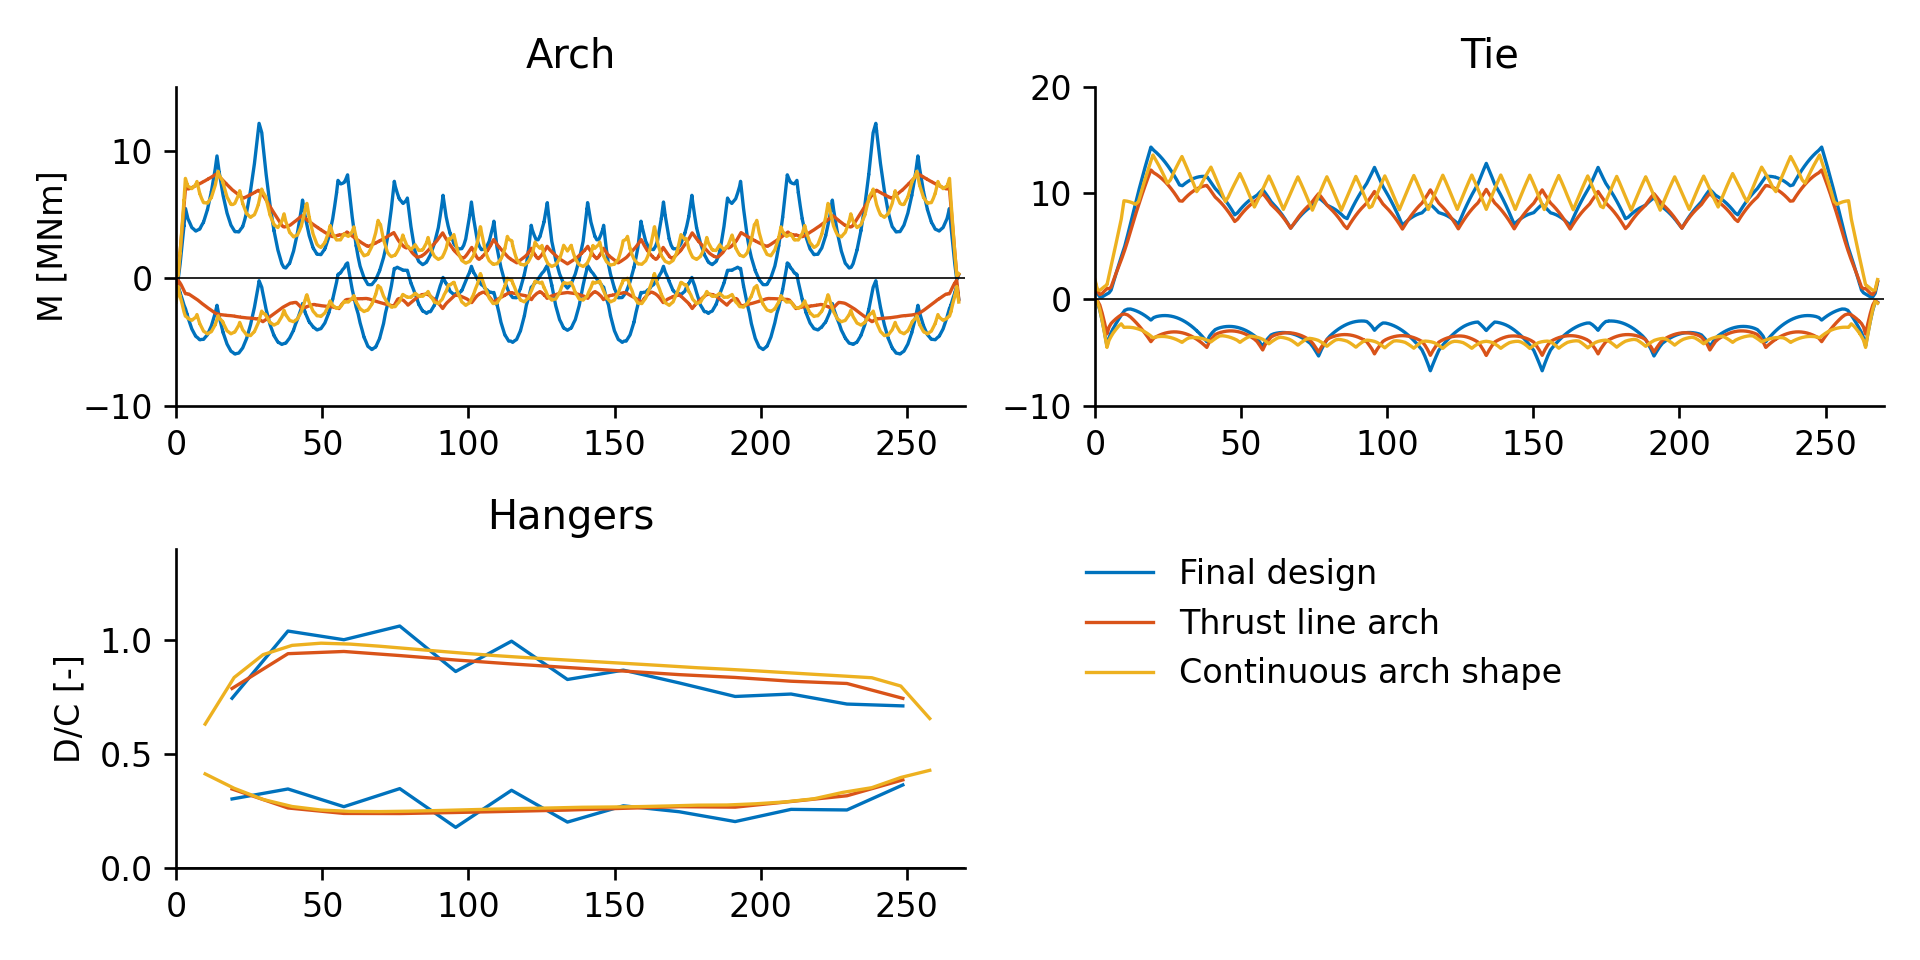 Arch
M [MNm]
10
0
−10
0 50 100 150 200 250
Tie
20
10
0
−10
0 50 100 150 200 250
Hangers
D/C [-]
1.0
0.5
0.0
0 50 100 150 200 250
Final design
Thrust line arch
Continuous arch shape